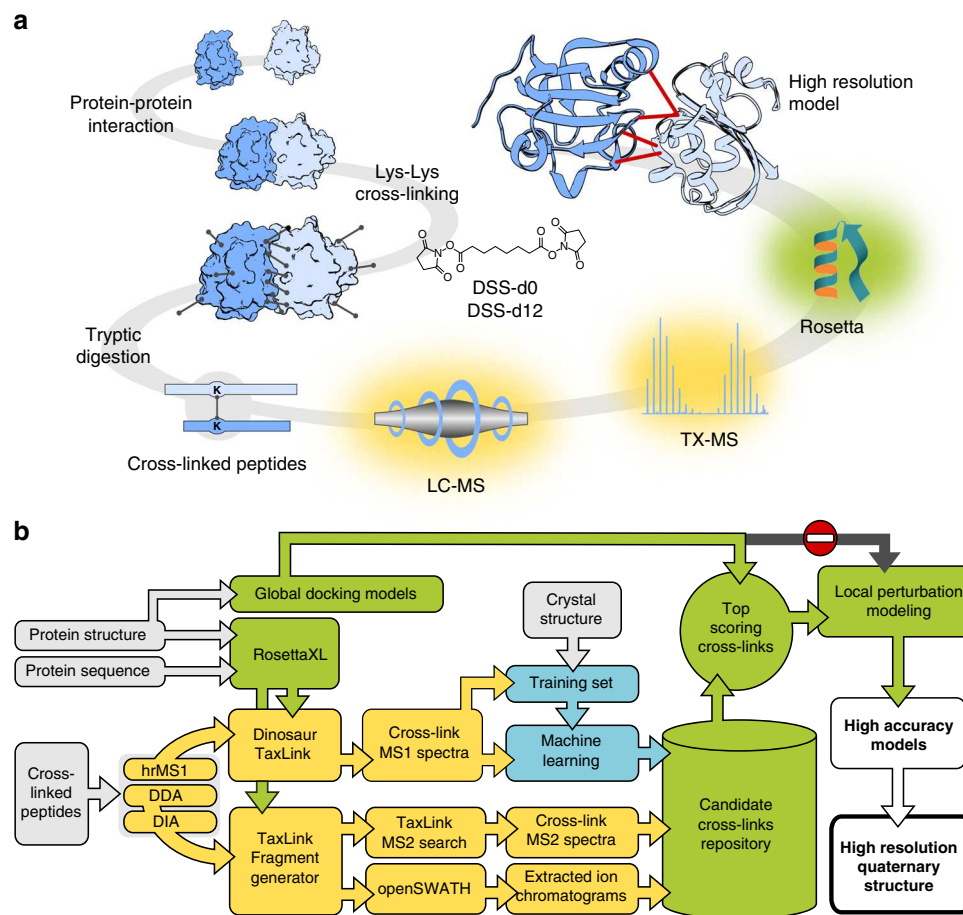 a
Protein-protein
interaction
Lys-Lys
cross-linking
High resolution
model
O
O
N
O
O
O
O
N
O
O
DSS-d0
DSS-d12
Rosetta
Tryptic
digestion
K
K
Cross-linked peptides
LC-MS
TX-MS
b
Global docking models
Protein structure
Protein sequence
RosettaXL
Crystal
structure
Top
scoring
cross-links
Local perturbation
modeling
Training set
Dinosaur
TaxLink
Cross-link
MS1 spectra
Machine
learning
High accuracy
models
Cross-
linked
peptides
hrMS1
DDA
DIA
Candidate
cross-links
repository
TaxLink
Fragment
generator
TaxLink
MS2 search
Cross-link
MS2 spectra
openSWATH
Extracted ion
chromatograms
High resolution
quaternary
structure